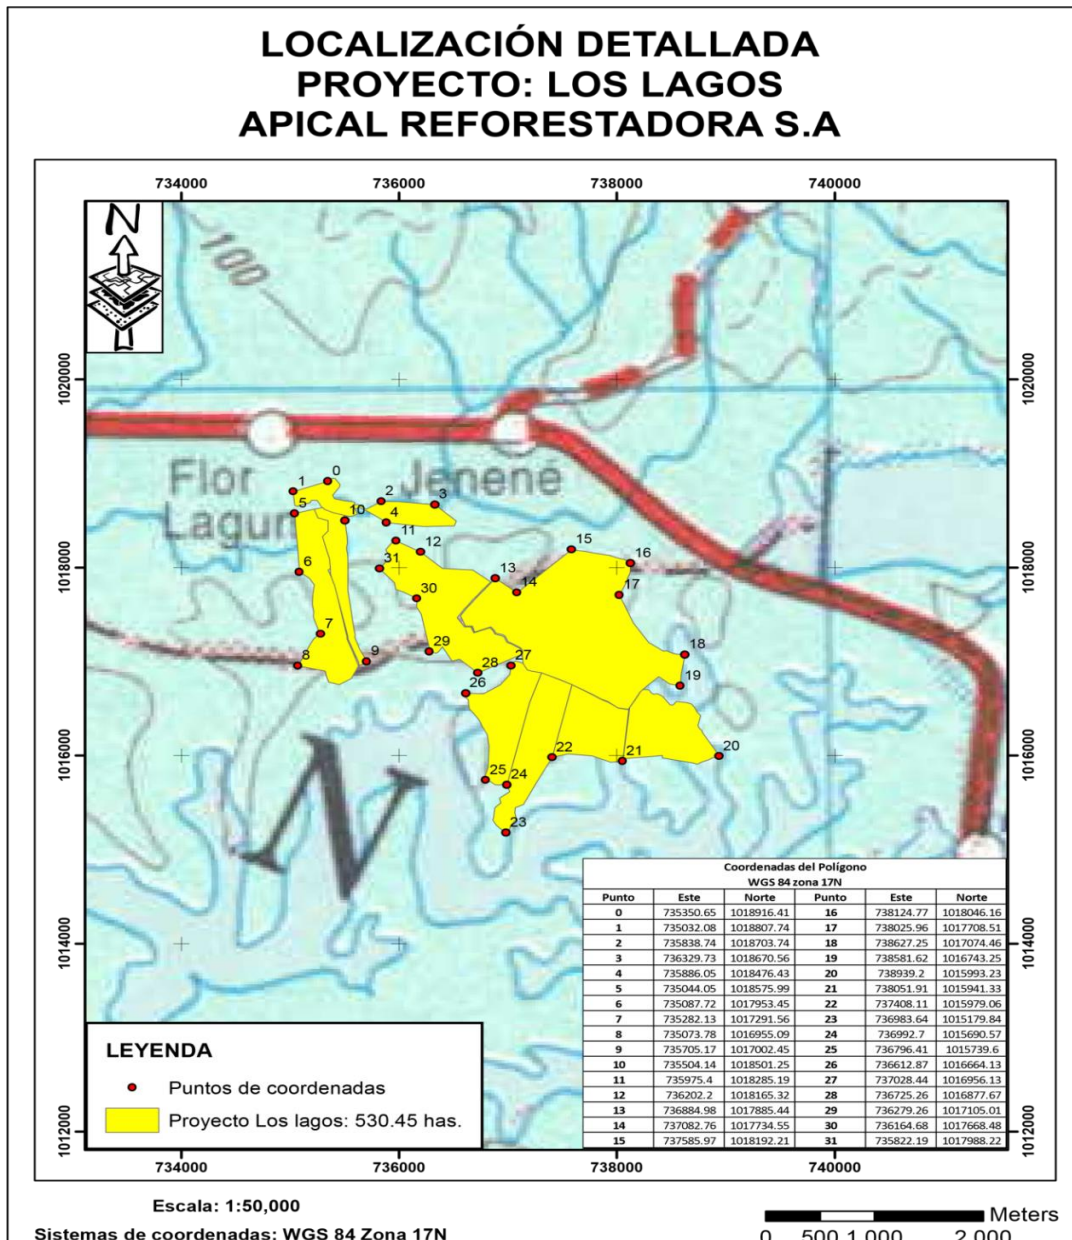 LOCALIZACIÓN DETALLADA
PROYECTO: LOS LAGOS
APICAL REFORESTADORA S.A
734000 736000 738000 740000
N
100
1020000 1020000
Flor Jenené
Lagun
0
1
2
3
5
4
10
11
12
1018000 1018000
31
6
30
13
14
15
16
17
7
29
8
9
28
27
18
19
26
1016000 1016000
22
21
20
25
24
23
N
Coordenadas del Polígono
WGS 84 zona 17N
Punto Este Norte Punto Este Norte
0 735350.65 1018916.41 16 738124.77 1018046.16
1 735032.08 1018807.74 17 738025.96 1017708.51
2 735838.74 1018703.74 18 738627.25 1017074.46
3 736329.73 1018670.56 19 738581.62 1016743.25
4 735886.05 1018476.43 20 738939.2 1015993.23
5 735044.05 1018575.99 21 738051.91 1015941.33
6 735087.72 1017953.45 22 737408.11 1015979.06
7 735282.13 1017291.56 23 736983.64 1015179.84
8 735073.78 1016955.09 24 736992.7 1015690.57
9 735705.17 1017002.45 25 736796.41 1015739.6
10 735504.14 1018501.25 26 736612.87 1016664.13
11 735975.4 1018285.19 27 737028.44 1016956.13
12 736202.2 1018165.32 28 736725.26 1016877.67
13 736884.98 1017885.44 29 736279.26 1017105.01
14 737082.76 1017734.55 30 736164.68 1017668.48
15 737585.97 1018192.21 31 735822.19 1017988.22
1014000 1014000
LEYENDA
Puntos de coordenadas
Proyecto Los lagos: 530.45 has.
1012000 1012000
734000 736000 738000 740000
Escala: 1:50,000
Sistemas de coordenadas: WGS 84 Zona 17N
Meters
0 500 1,000 2,000